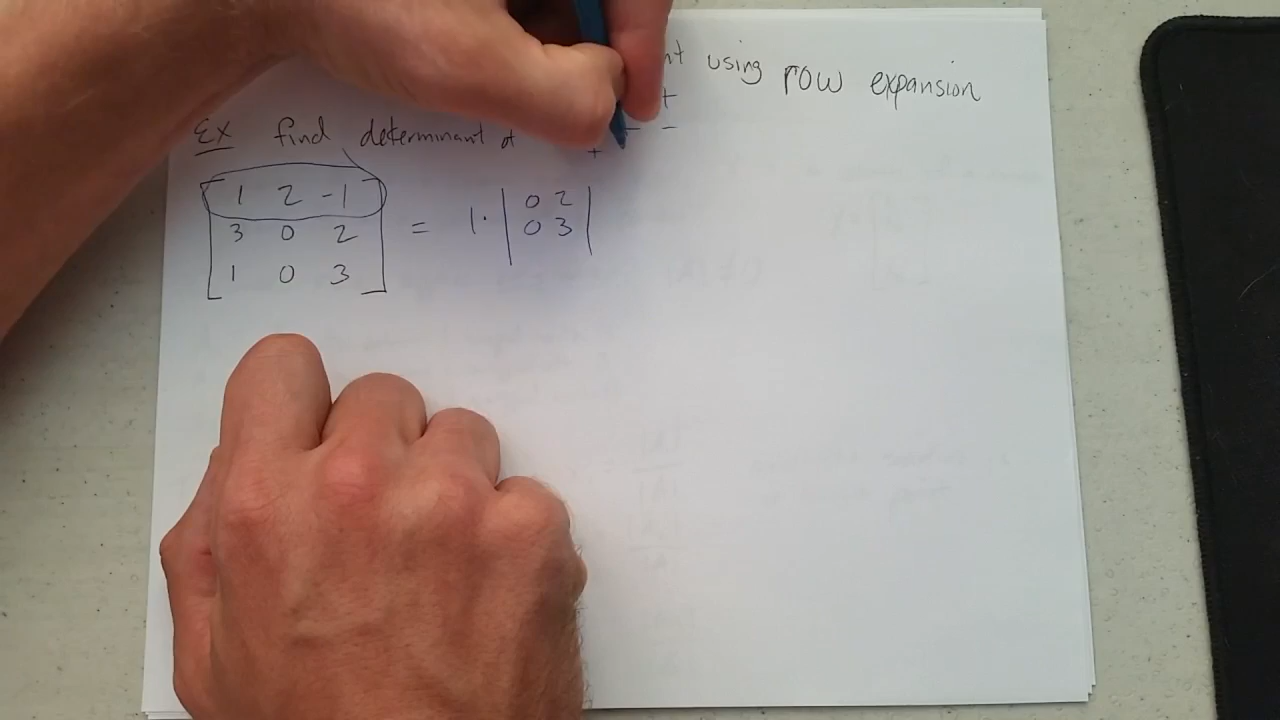 using row expansion
+
Ex find determinant of
- -
+
1 2 -1
3 0 2 = 1· | 0 2 |
1 0 3 | 0 3 |